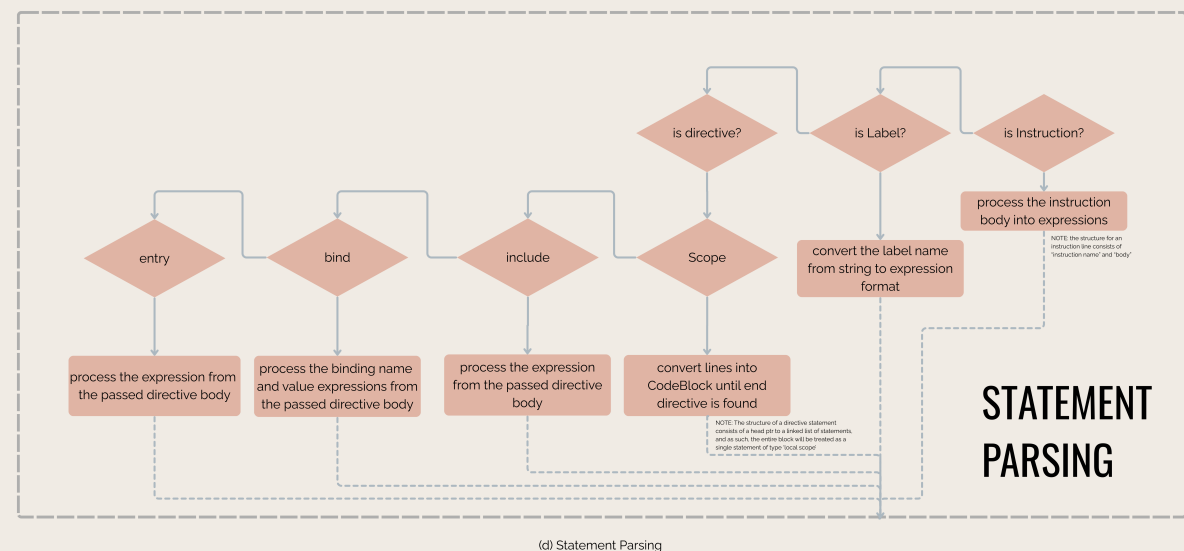 is directive?
is Label?
is Instruction?
process the instruction
body into expressions
NOTE: the structure for an
instruction line consists of
"instruction name" and "body"
convert the label name
from string to expression
format
entry
bind
include
Scope
process the expression from
the passed directive body
process the binding name
and value expressions from
the passed directive body
process the expression
from the passed directive
body
convert lines into
CodeBlock until end
directive is found
NOTE: The structure of a directive statement
consists of a head ptr to a linked list of statements,
and as such, the entire block will be treated as a
single statement of type 'local scope'
STATEMENT
PARSING
(d) Statement Parsing